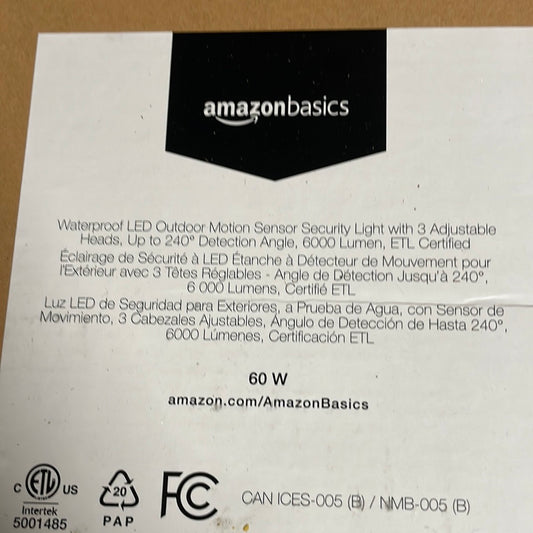 amazonbasics
Waterproof LED Outdoor Motion Sensor Security Light with 3 Adjustable
Heads, Up to 240° Detection Angle, 6000 Lumen, ETL Certified
Éclairage de Sécurité à LED Étanche à Détecteur de Mouvement pour
l'Extérieur avec 3 Têtes Réglables - Angle de Détection Jusqu'à 240°,
6 000 Lumens, Certifié ETL
Luz LED de Seguridad para Exteriores, a Prueba de Agua, con Sensor de
Movimiento, 3 Cabezales Ajustables, Ángulo de Detección de Hasta 240°,
6000 Lúmenes, Certificación ETL
60 W
amazon.com/AmazonBasics
C ETL US
Intertek
5001485
20
PAP
FC
CAN ICES-005 (B) / NMB-005 (B)